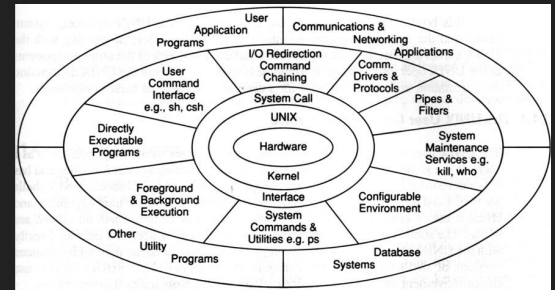 User
Application
Programs
Communications &
Networking
Applications
I/O Redirection
Command
Chaining
Comm.
Drivers &
Protocols
User
Command
Interface
e.g., sh, csh
Pipes &
Filters
System Call
UNIX
Hardware
Kernel
Interface
Directly
Executable
Programs
System
Maintenance
Services e.g.
kill, who
Foreground
& Background
Execution
System
Commands &
Utilities e.g. ps
Configurable
Environment
Other
Utility
Programs
Database
Systems